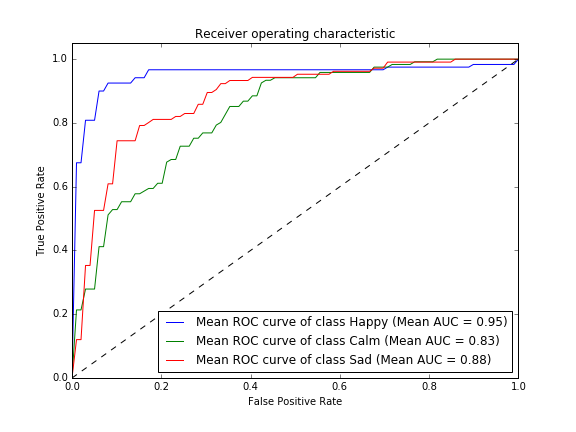 Receiver operating characteristic
1.0
0.8
0.6
0.4
0.2
0.0
True Positive Rate
Mean ROC curve of class Happy (Mean AUC = 0.95)
Mean ROC curve of class Calm (Mean AUC = 0.83)
Mean ROC curve of class Sad (Mean AUC = 0.88)
0.0 0.2 0.4 0.6 0.8 1.0
False Positive Rate